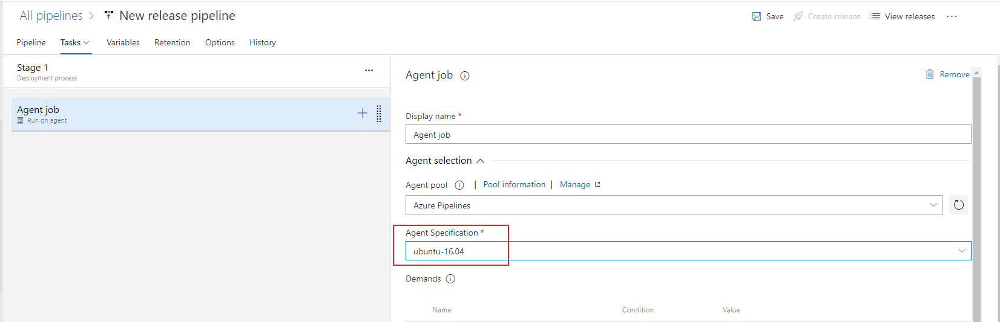 All pipelines > New release pipeline
Save Create release View releases ...
Pipeline Tasks Variables Retention Options History
Stage 1
Deployment process
Agent job
Run on agent
Agent job
Remove
Display name *
Agent job
Agent selection
Agent pool | Pool information | Manage
Azure Pipelines
Agent Specification *
ubuntu-16.04
Demands
Name Condition Value